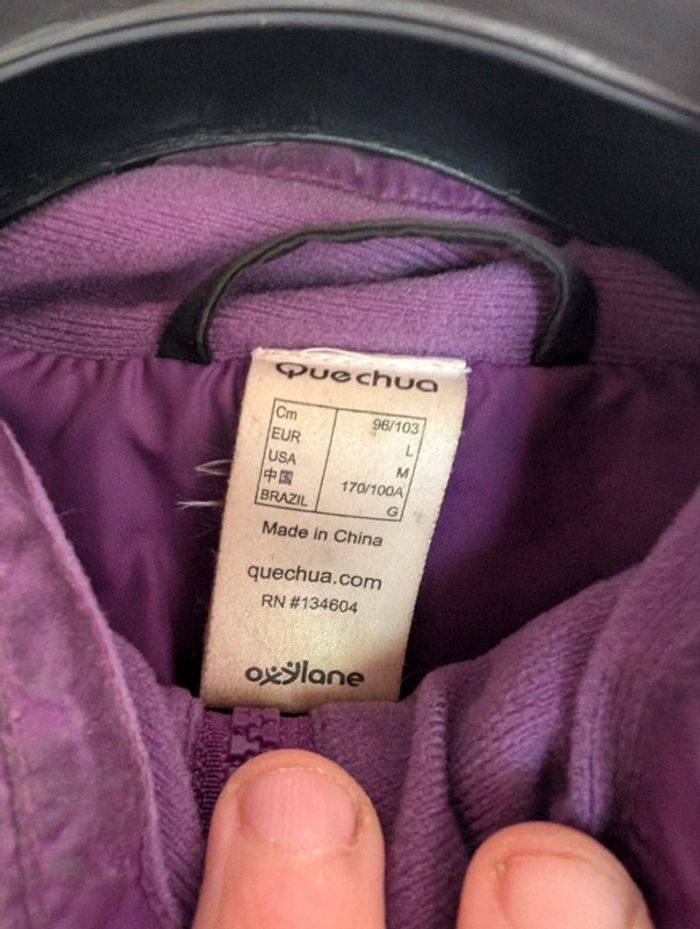 Quechua
Cm 96/103
EUR L
USA M
中国 170/100A
BRAZIL G
Made in China
quechua.com
RN #134604
oxylane